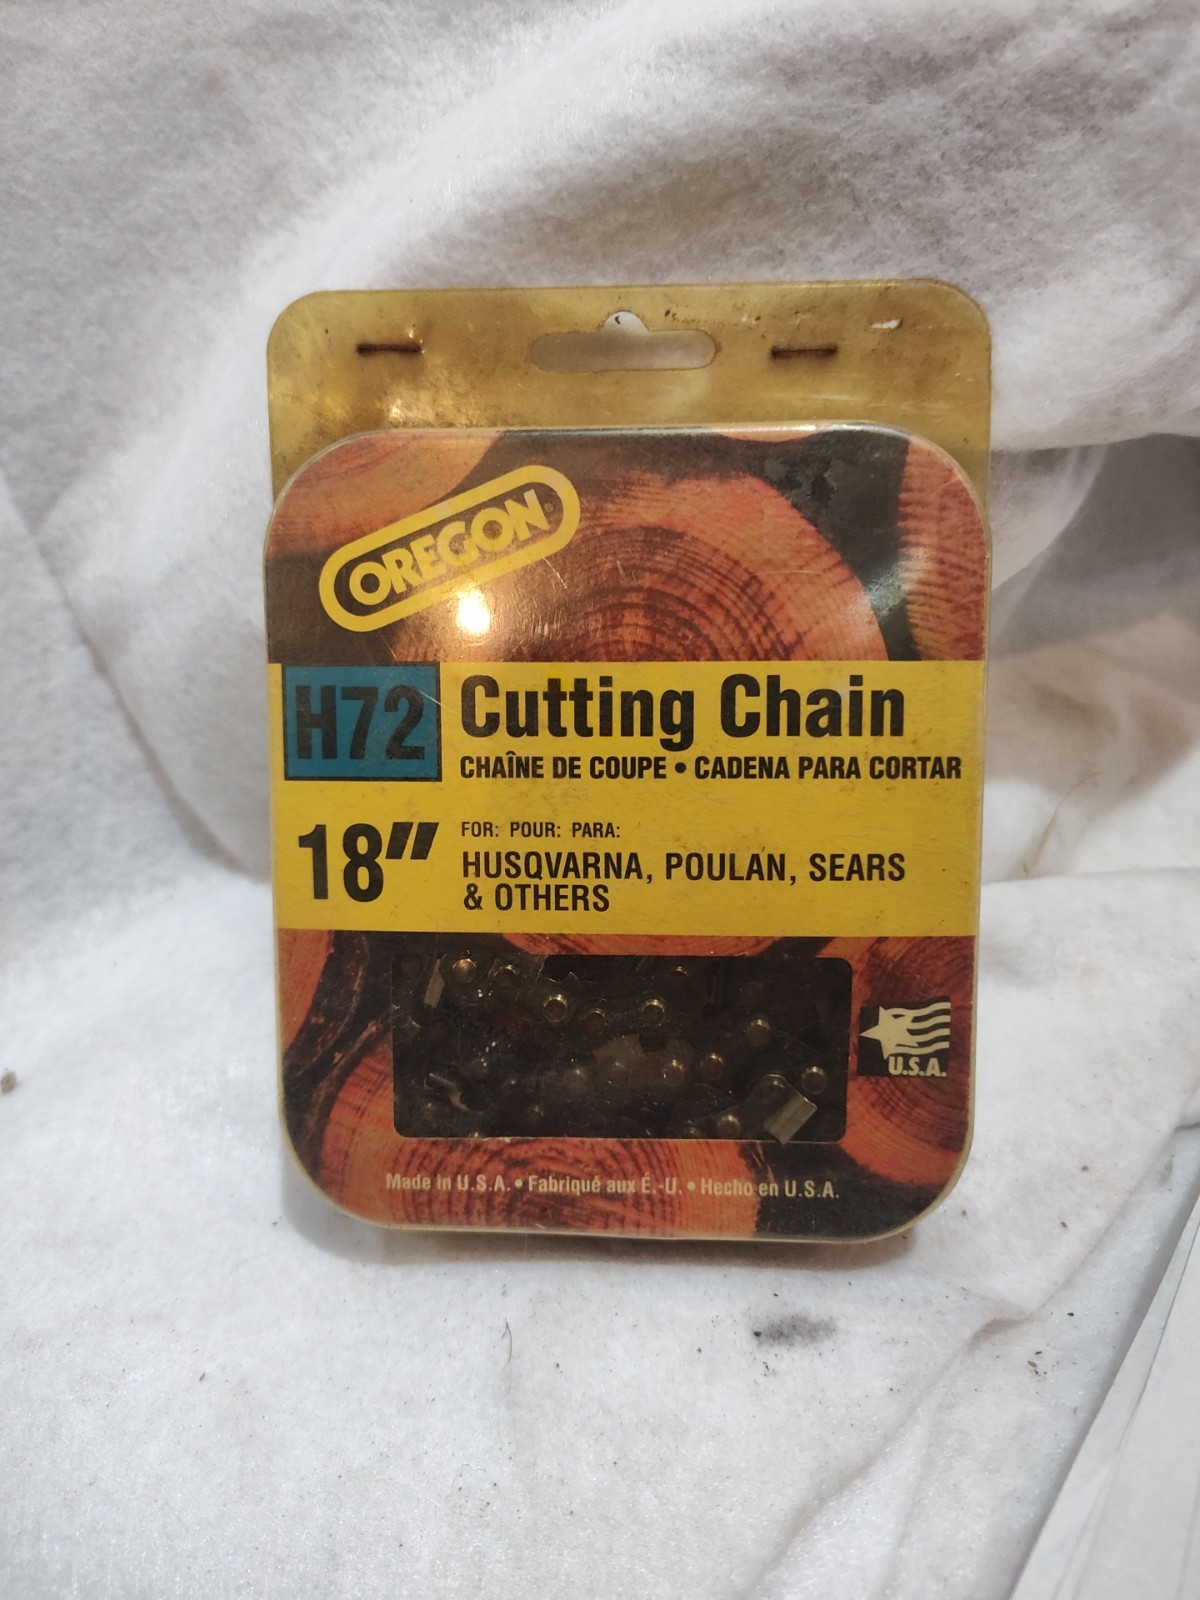 OREGON
H72
Cutting Chain
CHAÎNE DE COUPE • CADENA PARA CORTAR
18"
FOR: POUR: PARA:
HUSQVARNA, POULAN, SEARS
& OTHERS
U.S.A.
Made in U.S.A. • Fabriqué aux É.-U. • Hecho en U.S.A.